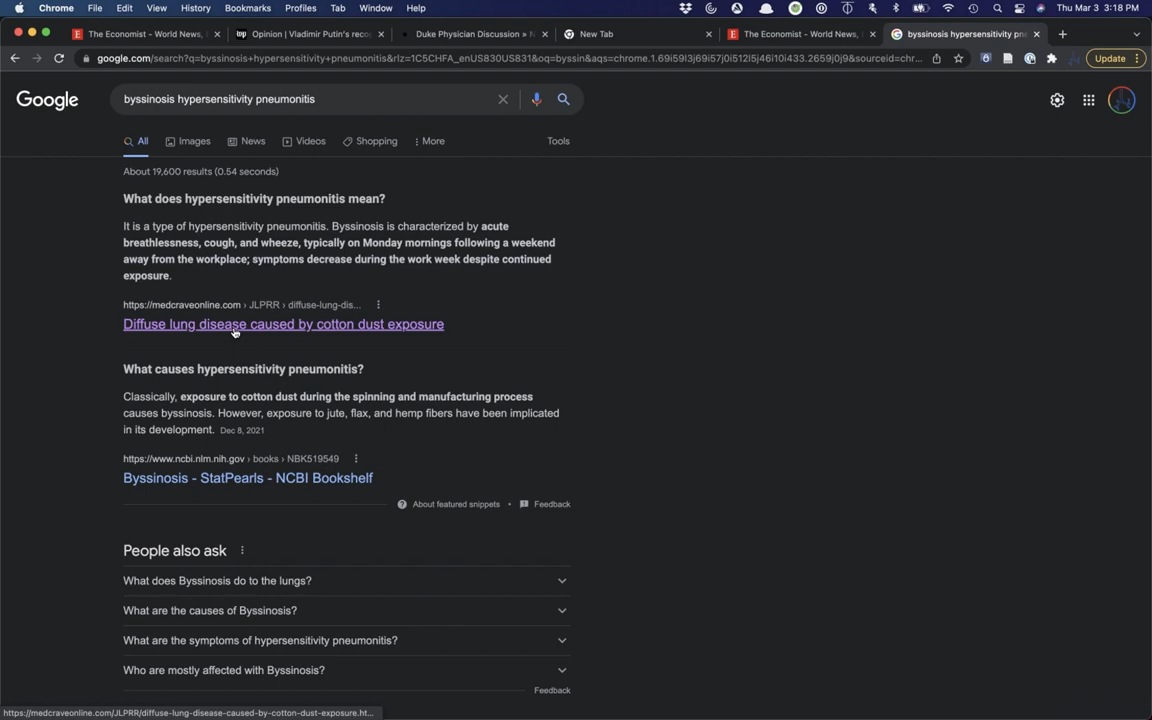 Chrome File Edit View History Bookmarks Profiles Tab Window Help Thu Mar 3 3:18 PM
The Economist - World News, Opinion | Vladimir Putin's reco Duke Physician Discussion » New Tab The Economist - World News, byssinosis hypersensitivity pne
google.com/search?q=byssinosis+hypersensitivity+pneumonitis&rlz=1C5CHFA_enUS830US831&oq=byssin&aqs=chrome.1.69i59l3j69i57j0i512l5j46i10i433.2659j0j9&sourceid=chr... Update
Google byssinosis hypersensitivity pneumonitis
All Images News Videos Shopping More Tools
About 19,600 results (0.54 seconds)
What does hypersensitivity pneumonitis mean?
It is a type of hypersensitivity pneumonitis. Byssinosis is characterized by acute
breathlessness, cough, and wheeze, typically on Monday mornings following a weekend
away from the workplace; symptoms decrease during the work week despite continued
exposure.
https://medcraveonline.com › JLPRR › diffuse-lung-dis...
Diffuse lung disease caused by cotton dust exposure
What causes hypersensitivity pneumonitis?
Classically, exposure to cotton dust during the spinning and manufacturing process
causes byssinosis. However, exposure to jute, flax, and hemp fibers have been implicated
in its development. Dec 8, 2021
https://www.ncbi.nlm.nih.gov › books › NBK519549
Byssinosis - StatPearls - NCBI Bookshelf
About featured snippets • Feedback
People also ask
What does Byssinosis do to the lungs?
What are the causes of Byssinosis?
What are the symptoms of hypersensitivity pneumonitis?
Who are mostly affected with Byssinosis?
Feedback
https://medcraveonline.com/JLPRR/diffuse-lung-disease-caused-by-cotton-dust-exposure.ht...